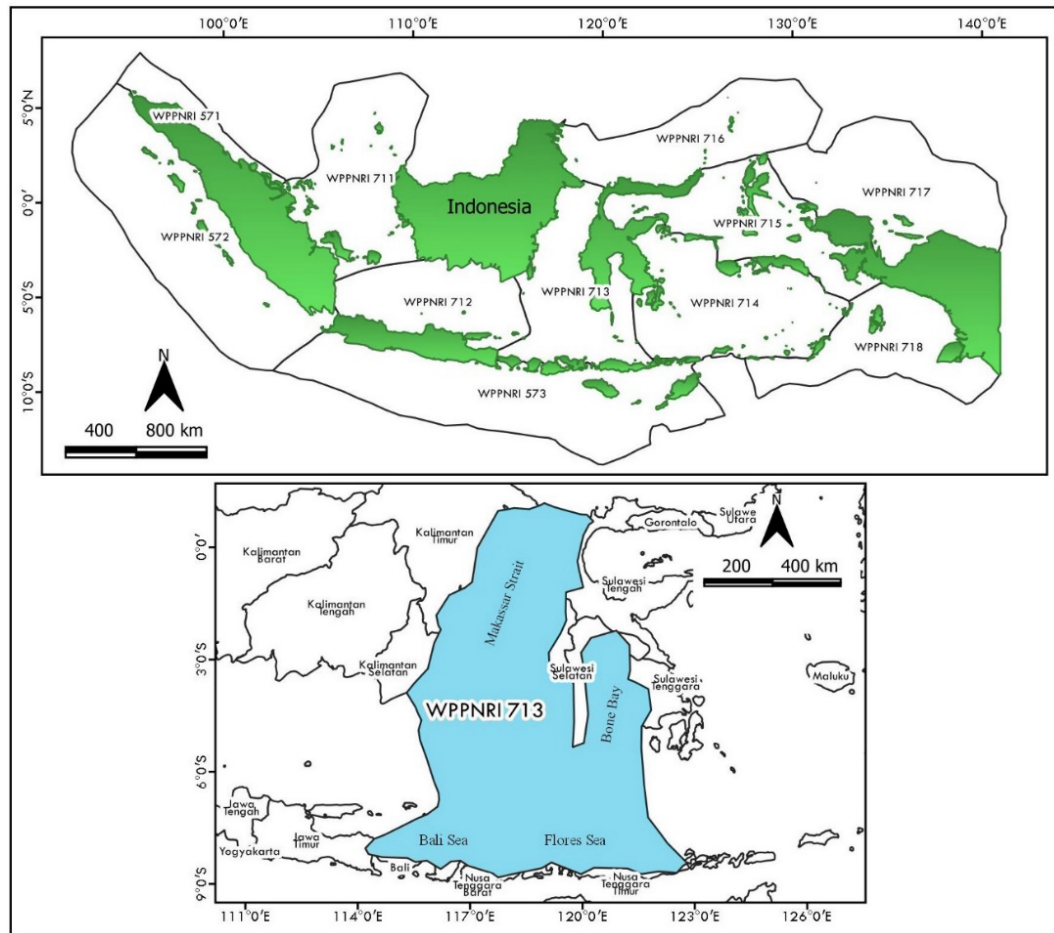 100°0′E 110°0′E 120°0′E 130°0′E 140°0′E
5°0′N
0°0′
5°0′S
10°0′S
WPPNRI 571
WPPNRI 716
WPPNRI 711
WPPNRI 717
Indonesia
WPPNRI 572
WPPNRI 715
WPPNRI 713
WPPNRI 712
WPPNRI 714
WPPNRI 718
WPPNRI 573
N
400 800 km
0°0′
3°0′S
6°0′S
9°0′S
Kalimantan
Timur
Gorontalo
Sulawe
Utara
N
Kalimantan
Barat
200 400 km
Makassar Strait
Sulawesi
Tengah
Kalimantan
Tengah
Kalimantan
Selatan
Sulawesi
Selatan
Sulawesi
Tenggara
Maluku
WPPNRI 713
Bone Bay
Jawa
Tengah
Jawa
Timur
Yogyakarta
Bali Sea
Flores Sea
Bali
Nusa
Tenggara
Barat
Nusa
Tenggara
Timur
111°0′E 114°0′E 117°0′E 120°0′E 123°0′E 126°0′E